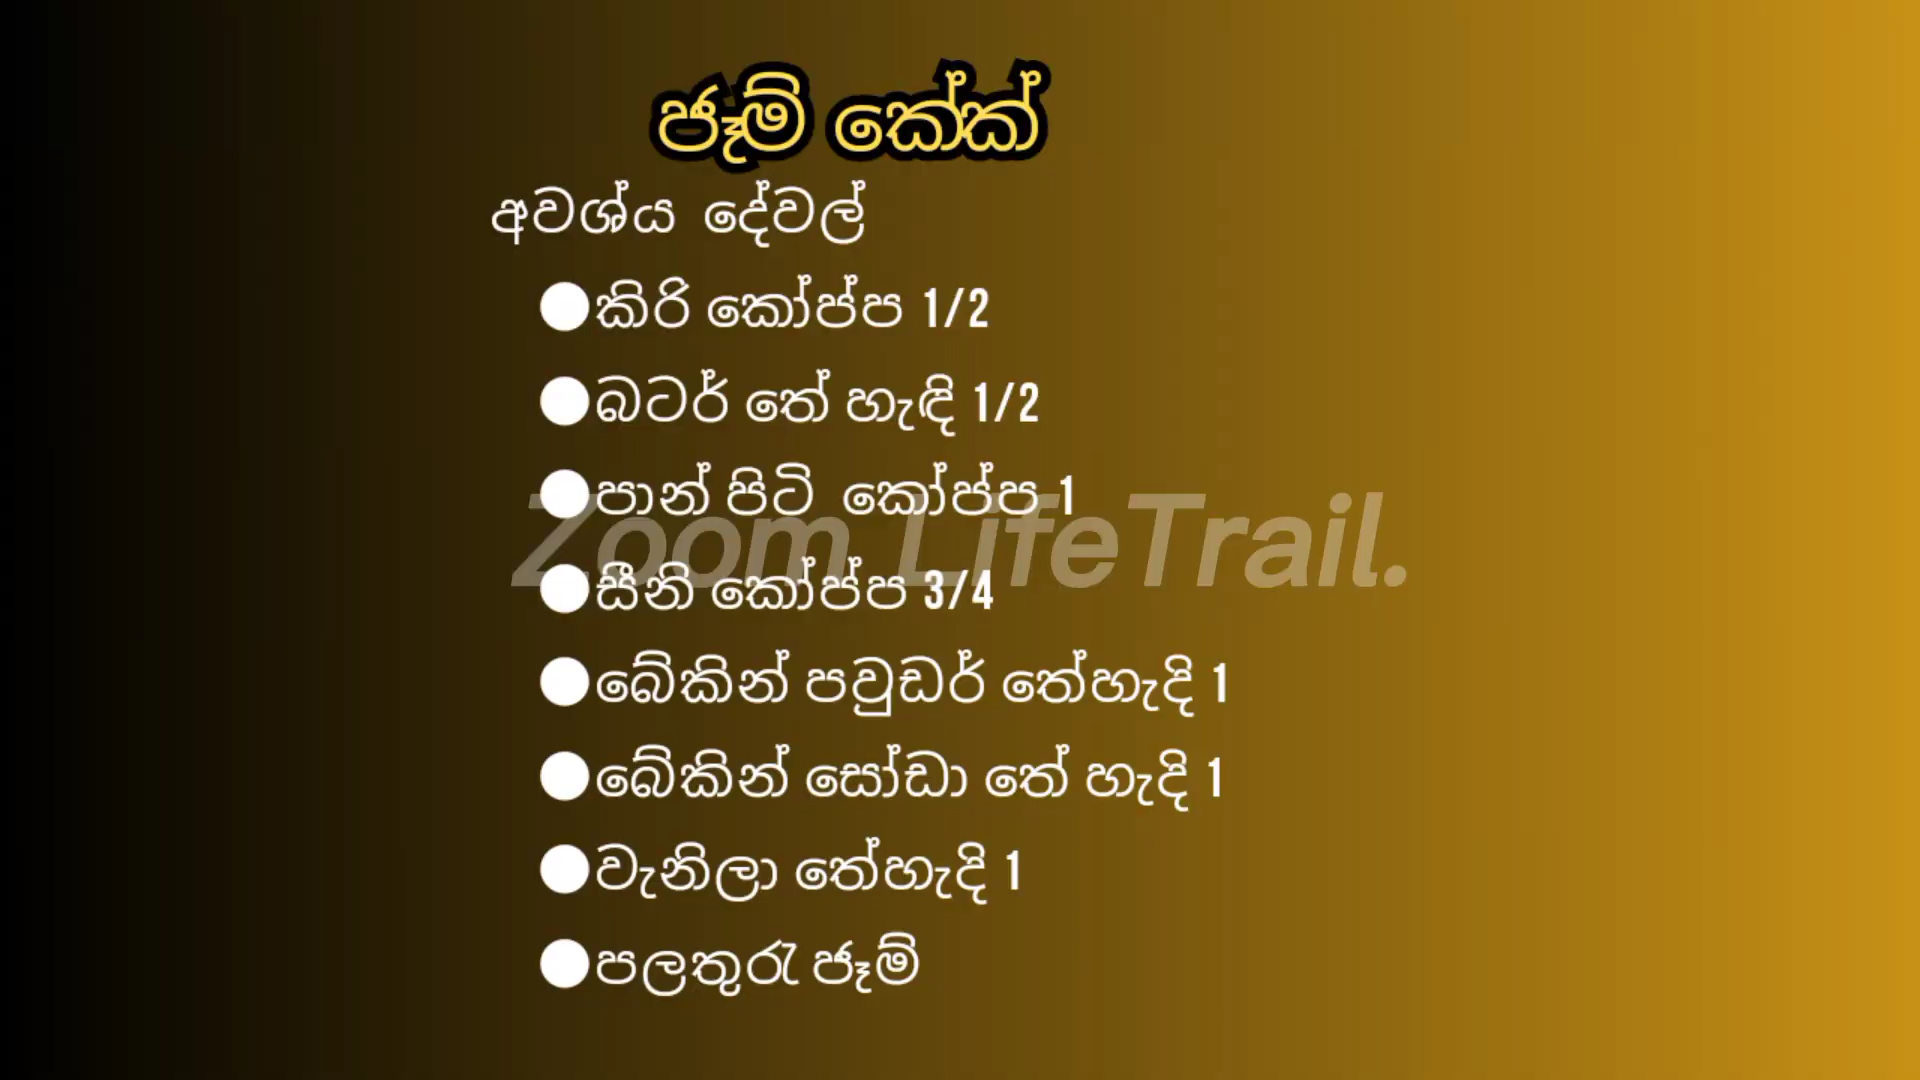 ජෑම් කේක්
අවශ්ය දේවල්
●කිරි කෝප්ප 1/2
●බටර් තේ හැඳි 1/2
●පාන් පිටි කෝප්ප 1
Zoom LifeTrail.
●සීනි කෝප්ප 3/4
●බේකින් පවුඩර් තේහැදි 1
●බේකින් සෝඩා තේ හැදි 1
●වැනිලා තේහැදි 1
●පලතුරැ ජෑම්